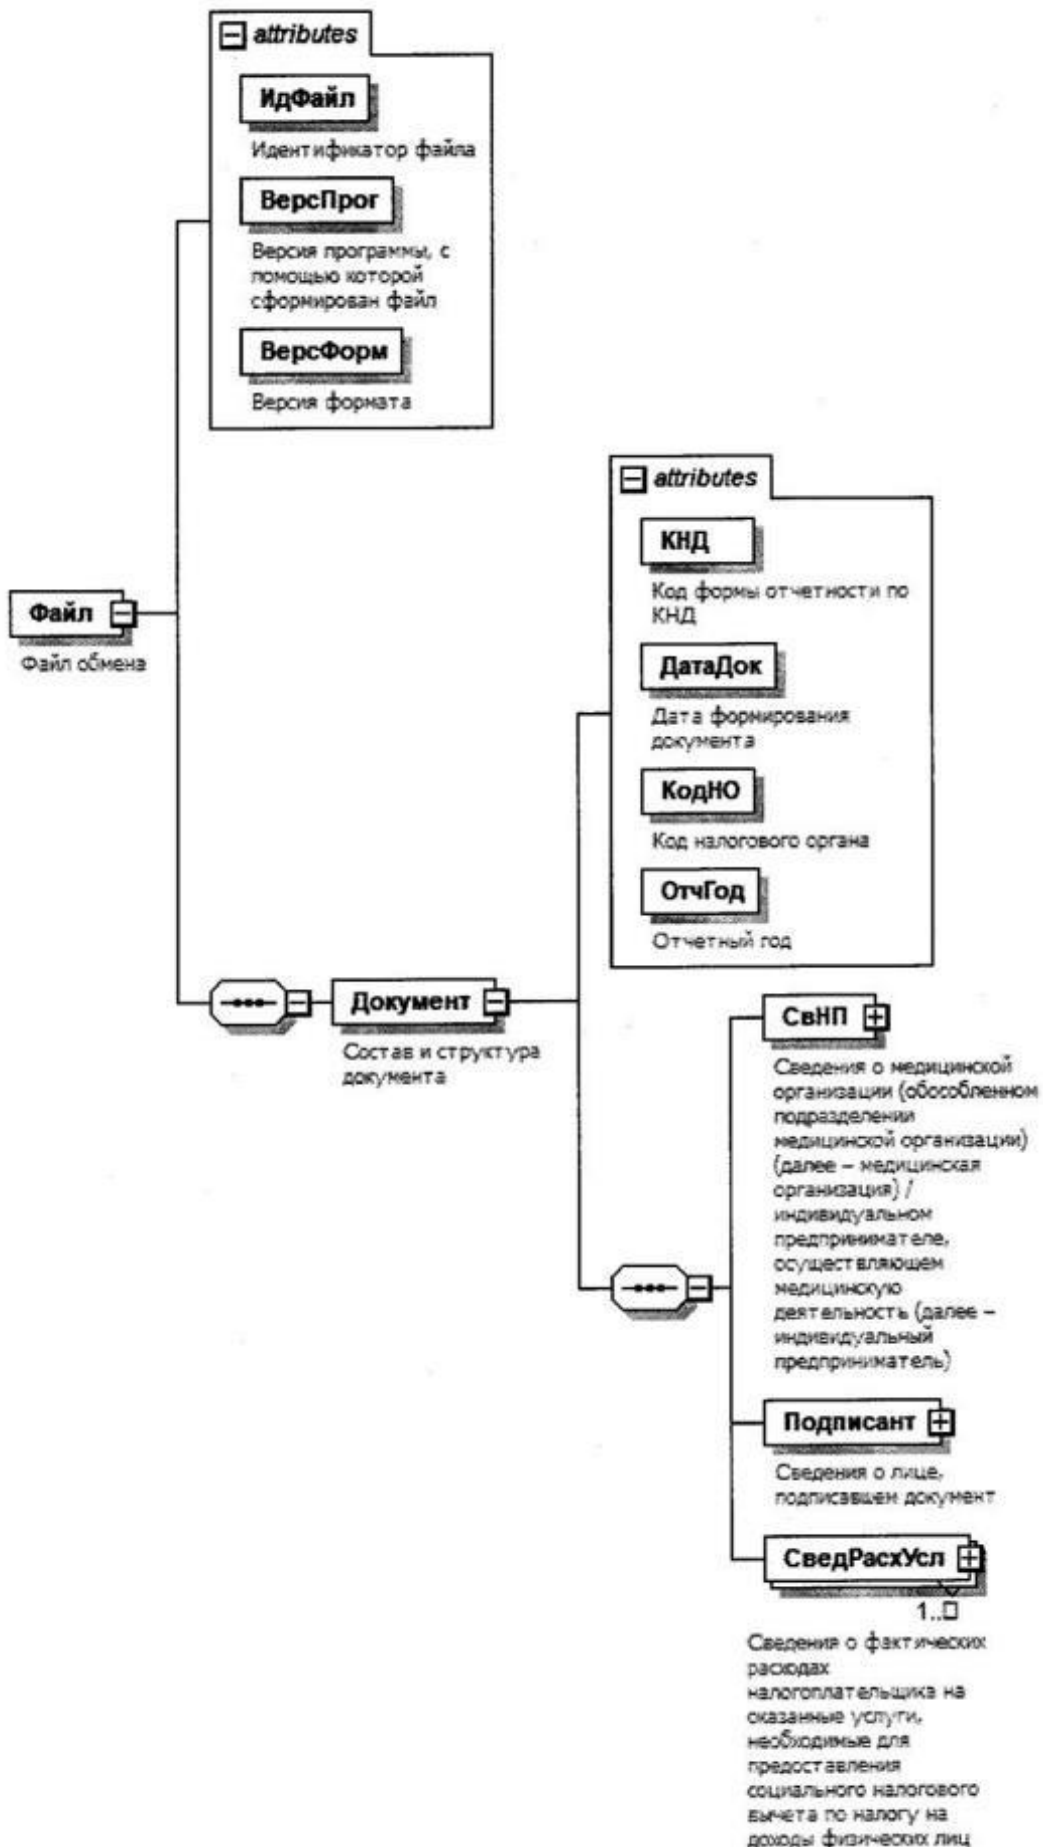 attributes
ИдФайл
Идентификатор файла
ВерсПрог
Версия программы, с
помощью которой
сформирован файл
ВерсФорм
Версия формата
Файл
Файл обмена
attributes
КНД
Код формы отчетности по
КНД
ДатаДок
Дата формирования
документа
КодНО
Код налогового органа
ОтчГод
Отчетный год
Документ
Состав и структура
документа
СвНП
Сведения о медицинской
организации (обособленном
подразделении
медицинской организации)
(далее – медицинская
организация) /
индивидуальном
предпринимателе,
осуществляющем
медицинскую
деятельность (далее –
индивидуальный
предприниматель)
Подписант
Сведения о лице,
подписавшем документ
СведРасхУсл
1..□
Сведения о фактических
расходах
налогоплательщика на
оказанные услуги,
необходимые для
предоставления
социального налогового
вычета по налогу на
доходы физических лиц